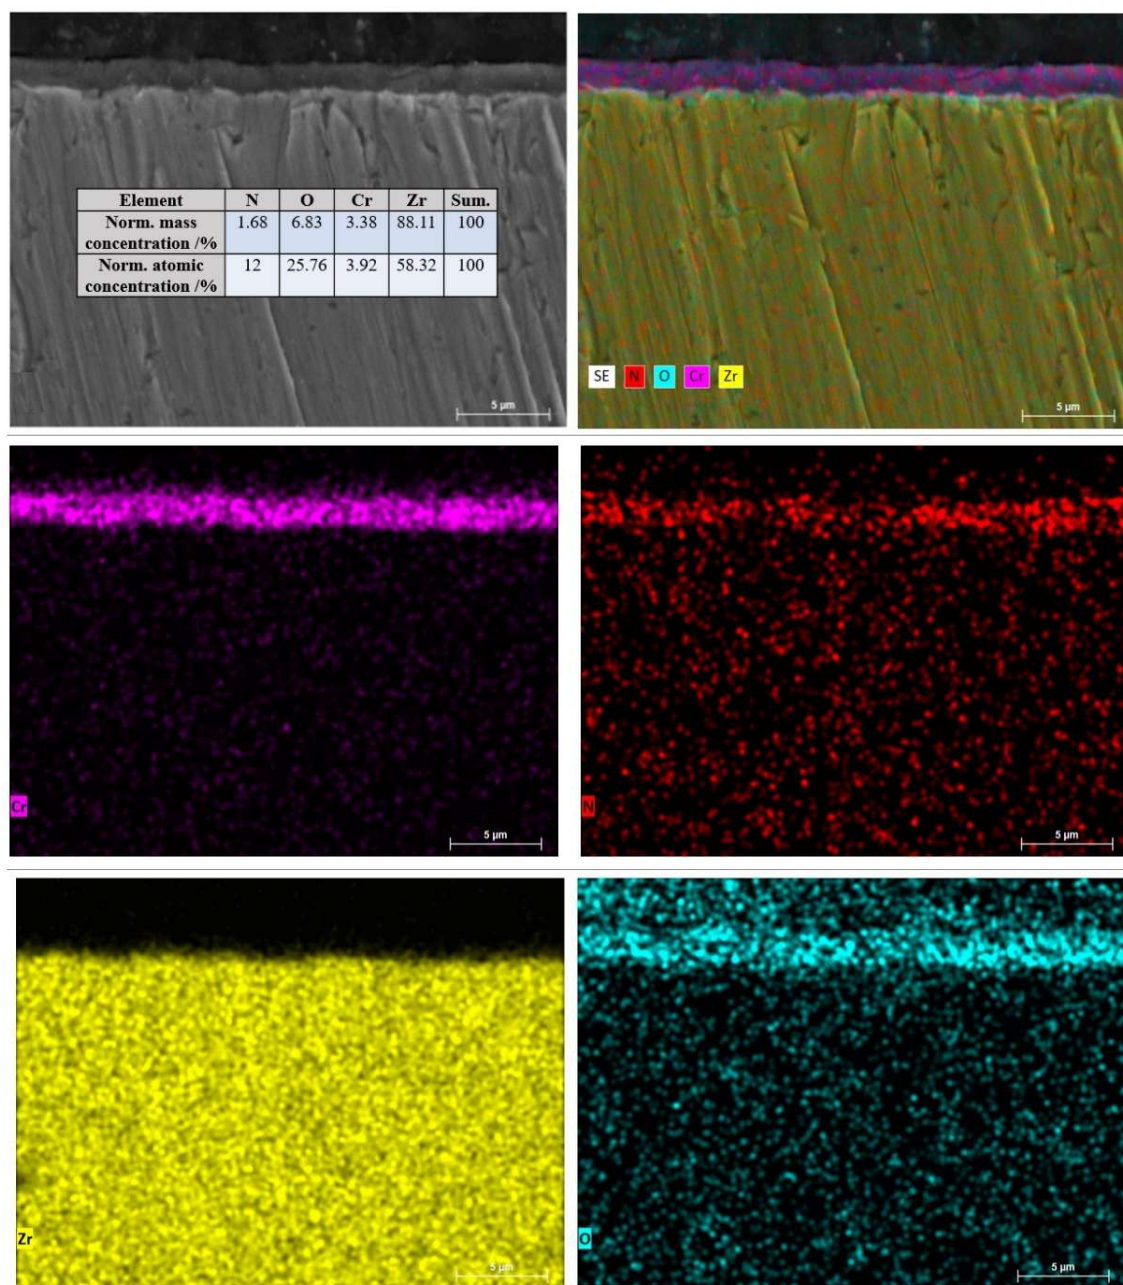 Element N O Cr Zr Sum.
Norm. mass concentration /% 1.68 6.83 3.38 88.11 100
Norm. atomic concentration /% 12 25.76 3.92 58.32 100
5 µm
SE N O Cr Zr
5 µm
Cr
5 µm
N
5 µm
Zr
5 µm
O
5 µm